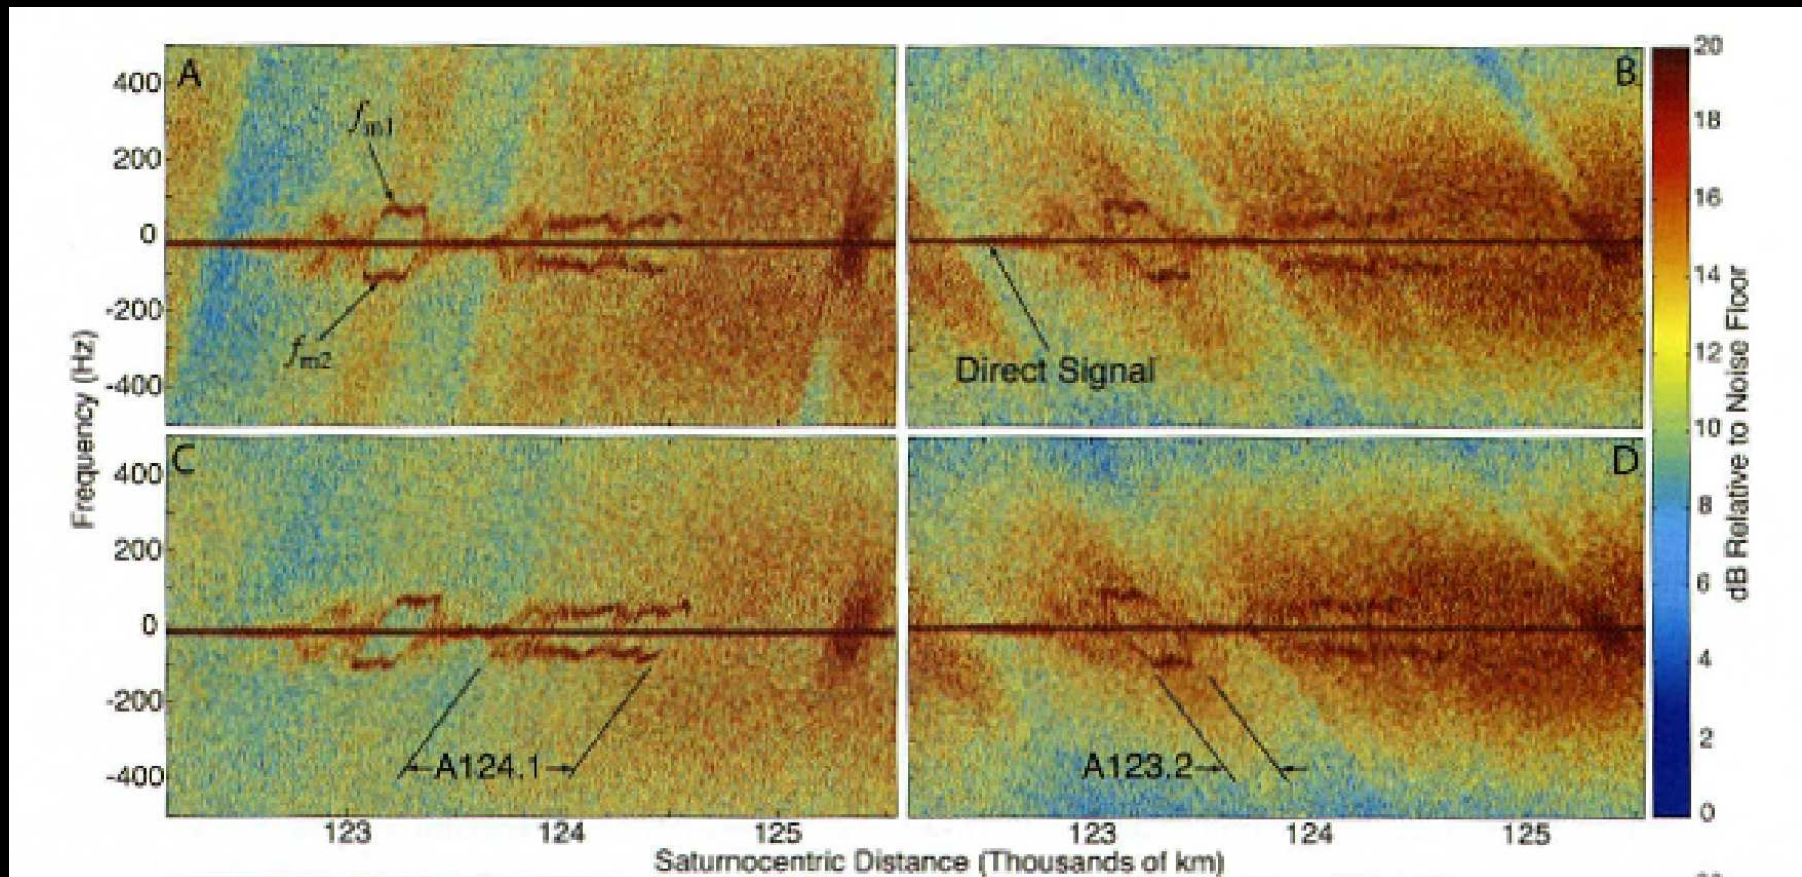 A
B
f_m1
f_m2
Direct Signal
C
D
A124.1
A123.2
400
200
0
-200
-400
400
200
0
-200
-400
Frequency (Hz)
123
124
125
123
124
125
Saturnocentric Distance (Thousands of km)
20
18
16
14
12
10
8
6
4
2
0
dB Relative to Noise Floor